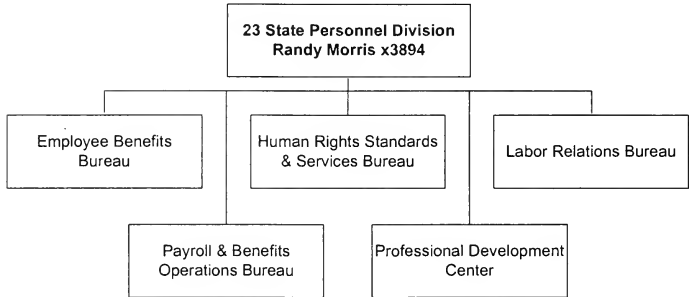 23 State Personnel Division
Randy Morris x3894
Employee Benefits
Bureau
Human Rights Standards
& Services Bureau
Labor Relations Bureau
Payroll & Benefits
Operations Bureau
Professional Development
Center